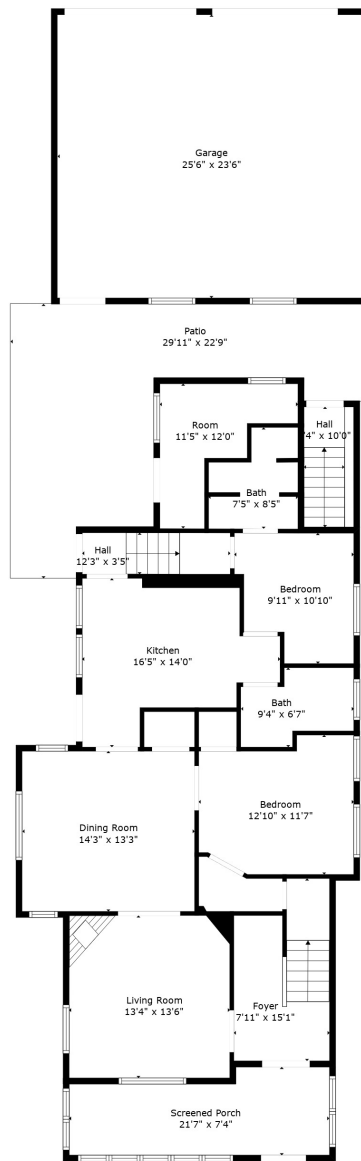 Garage
25'6" x 23'6"
Patio
29'11" x 22'9"
Room
11'5" x 12'0"
Hall
'4" x 10'0"
Bath
7'5" x 8'5"
Hall
12'3" x 3'5"
Bedroom
9'11" x 10'10"
Kitchen
16'5" x 14'0"
Bath
9'4" x 6'7"
Bedroom
12'10" x 11'7"
Dining Room
14'3" x 13'3"
Living Room
13'4" x 13'6"
Foyer
7'11" x 15'1"
Screened Porch
21'7" x 7'4"